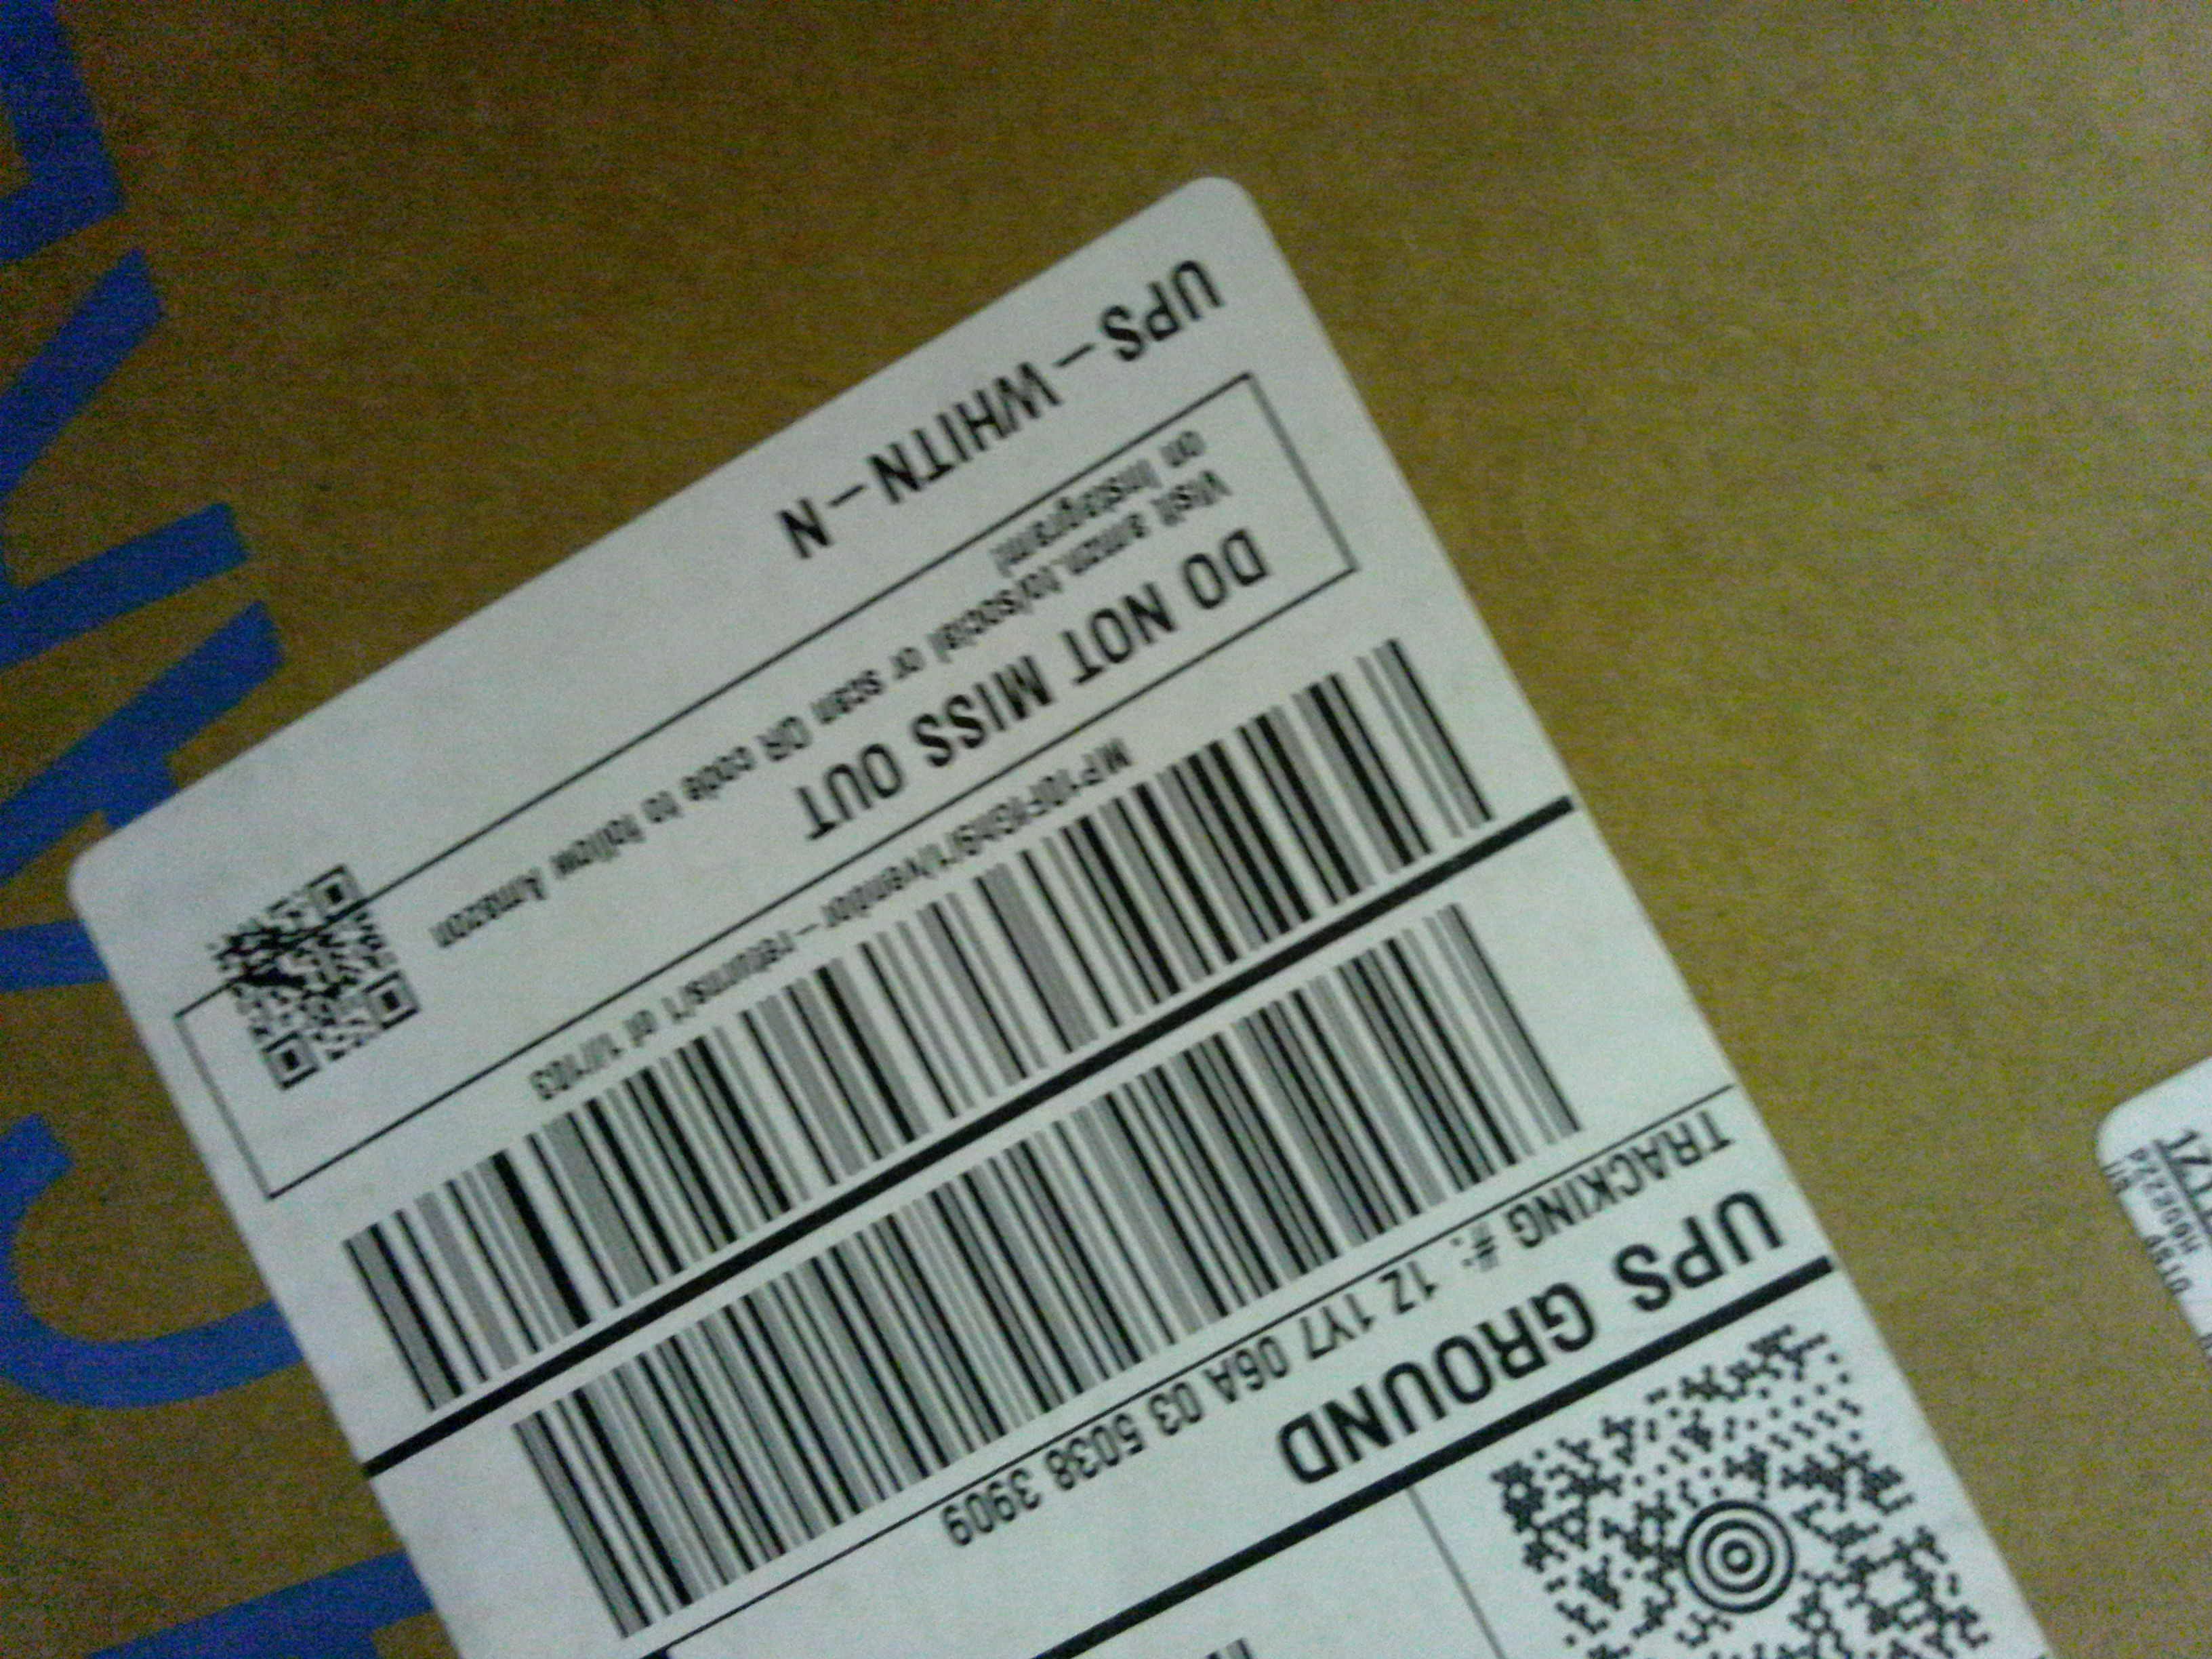 UPS GROUND
TRACKING #: 1Z 1Y7 06A 03 5038 3909
DO NOT MISS OUT
Visit amzn.to/social or scan QR code to follow Amazon
on Instagram
UPS-WHITN-N